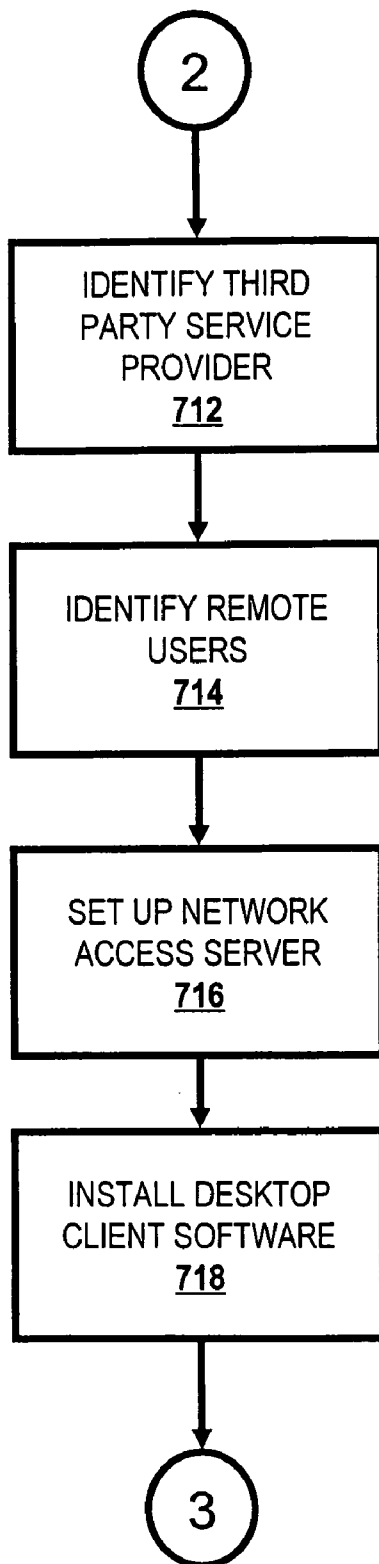 2
IDENTIFY THIRD
PARTY SERVICE
PROVIDER
712
IDENTIFY REMOTE
USERS
714
SET UP NETWORK
ACCESS SERVER
716
INSTALL DESKTOP
CLIENT SOFTWARE
718
3